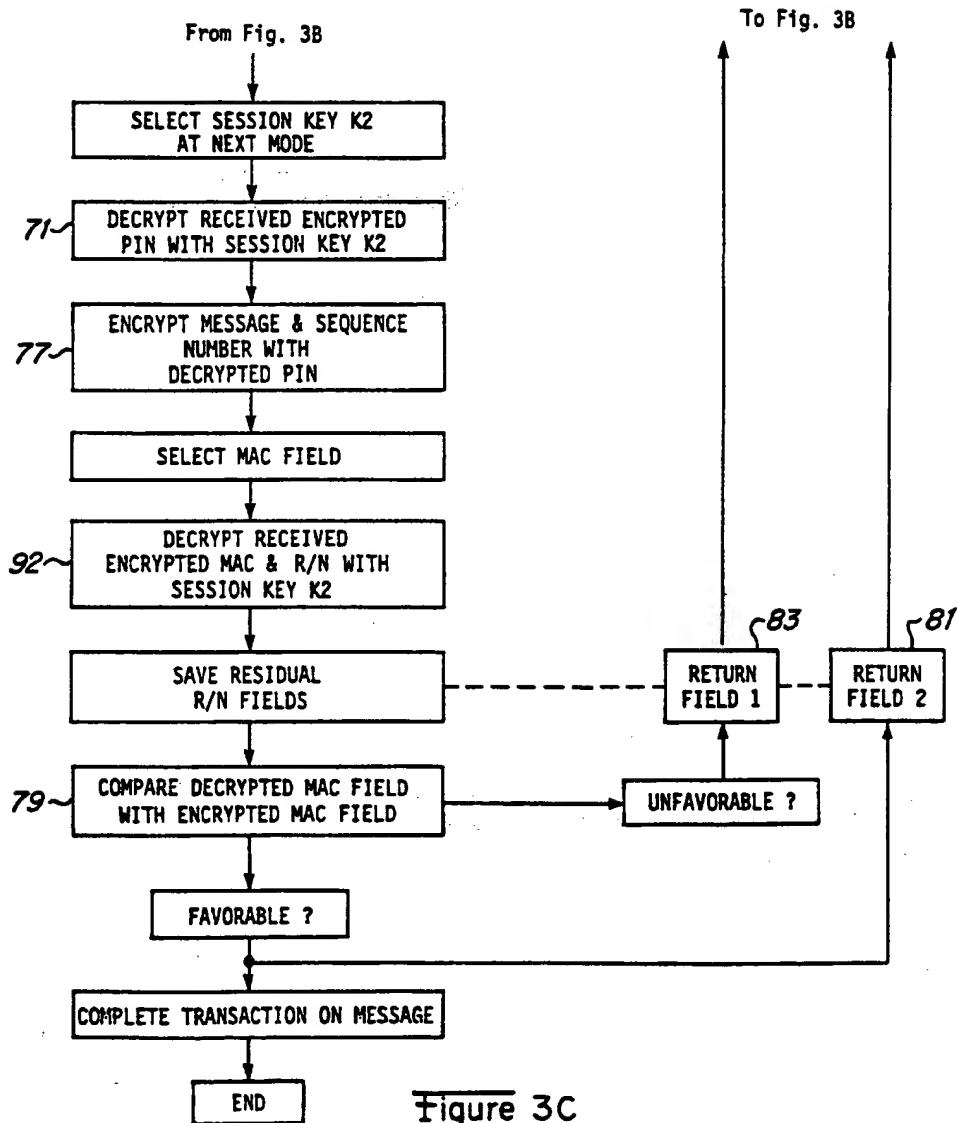 From Fig. 3B
To Fig. 3B
SELECT SESSION KEY K2
AT NEXT MODE
71
DECRYPT RECEIVED ENCRYPTED
PIN WITH SESSION KEY K2
77
ENCRYPT MESSAGE & SEQUENCE
NUMBER WITH
DECRYPTED PIN
SELECT MAC FIELD
92
DECRYPT RECEIVED
ENCRYPTED MAC & R/N WITH
SESSION KEY K2
SAVE RESIDUAL
R/N FIELDS
83
RETURN
FIELD 1
81
RETURN
FIELD 2
79
COMPARE DECRYPTED MAC FIELD
WITH ENCRYPTED MAC FIELD
UNFAVORABLE ?
FAVORABLE ?
COMPLETE TRANSACTION ON MESSAGE
END
Figure 3C